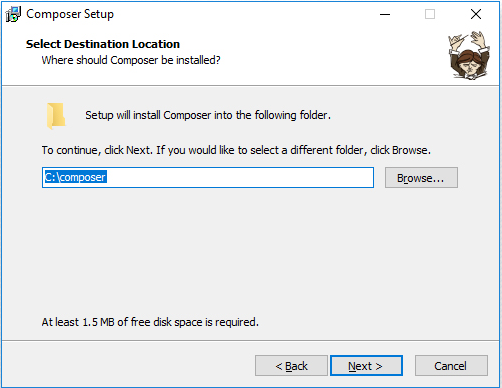 Composer Setup
Select Destination Location
Where should Composer be installed?
Setup will install Composer into the following folder.
To continue, click Next. If you would like to select a different folder, click Browse.
C:\composer
Browse...
At least 1.5 MB of free disk space is required.
< Back
Next >
Cancel